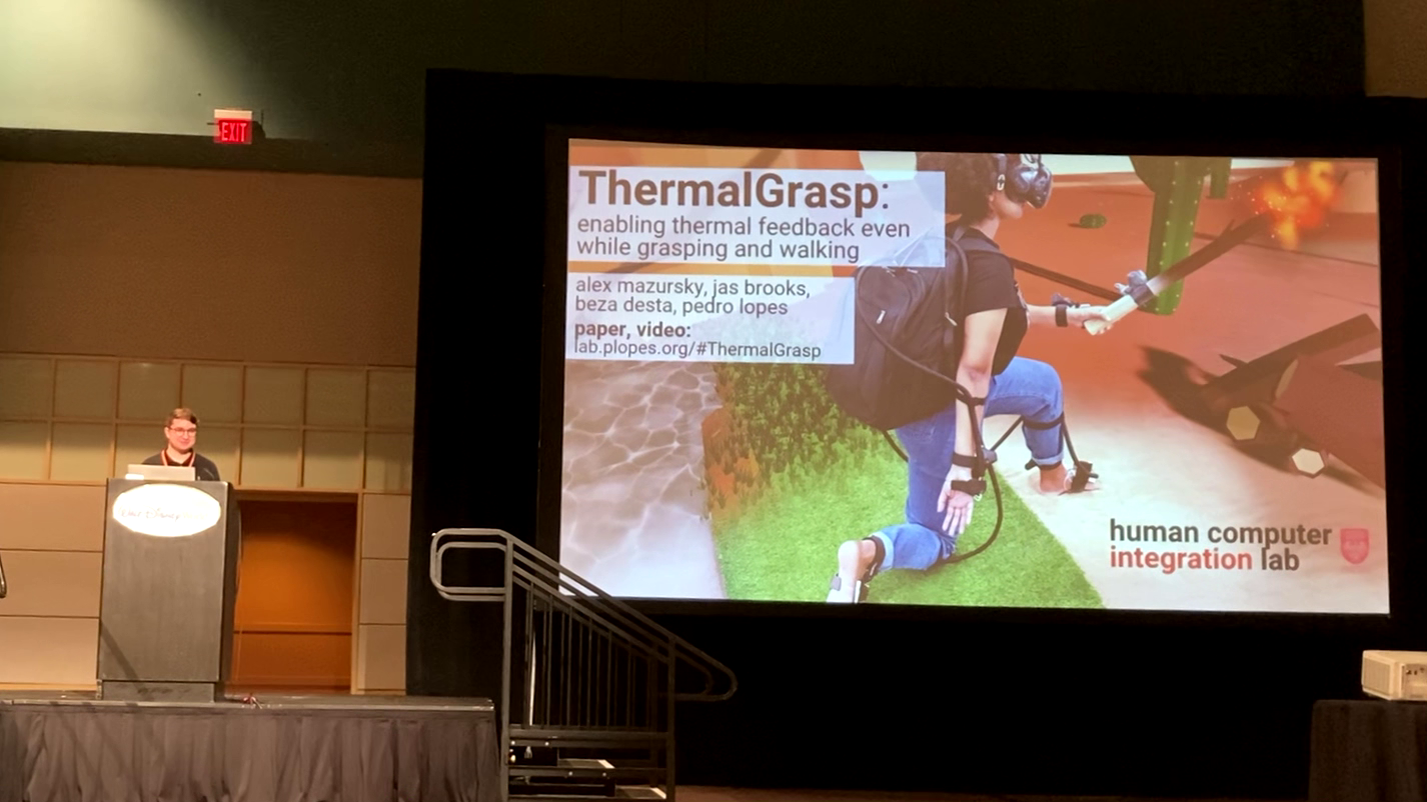 EXIT
ThermalGrasp:
enabling thermal feedback even
while grasping and walking
alex mazursky, jas brooks,
beza desta, pedro lopes
paper, video:
lab.plopes.org/#ThermalGrasp
human computer
integration lab